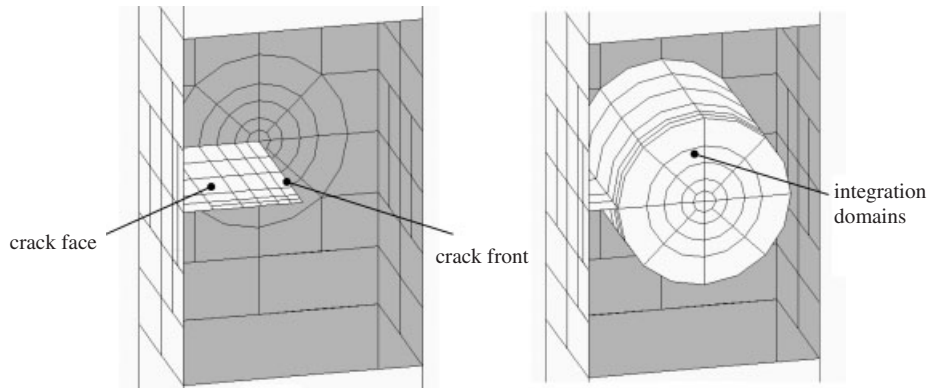 crack face
crack front
integration
domains